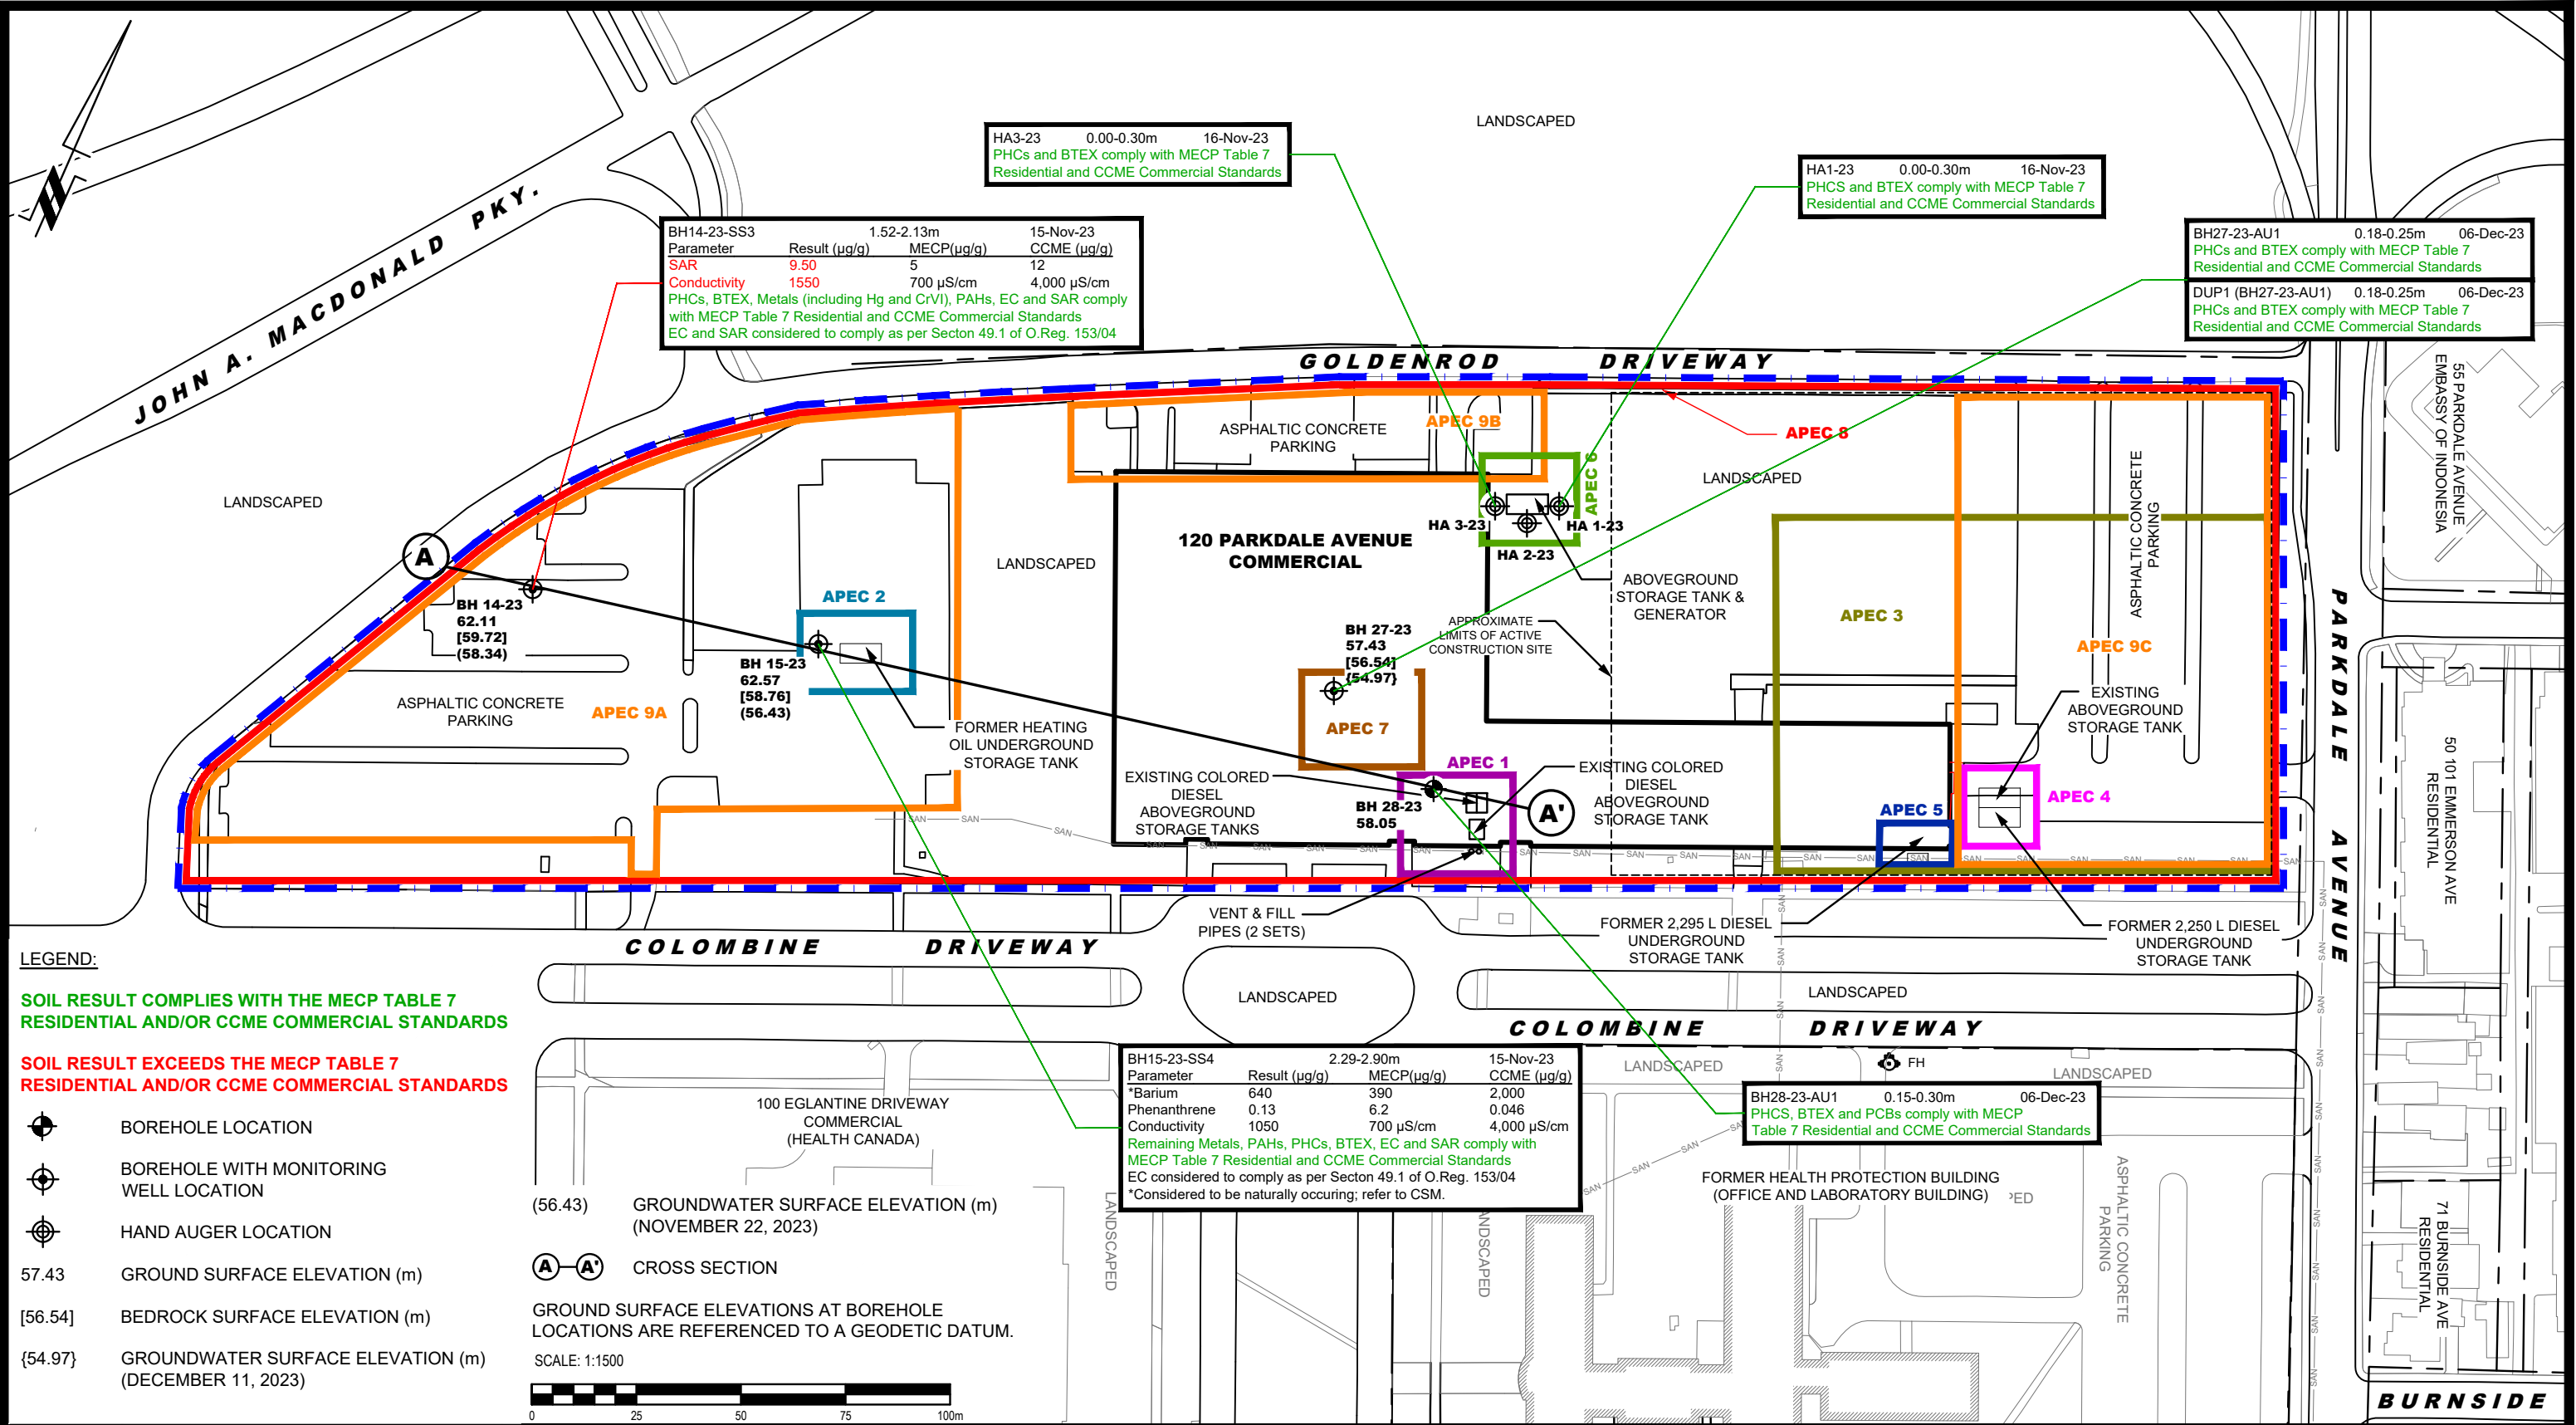 LANDSCAPED
HA3-23 0.00-0.30m 16-Nov-23
PHCs and BTEX comply with MECP Table 7
Residential and CCME Commercial Standards
HA1-23 0.00-0.30m 16-Nov-23
PHCS and BTEX comply with MECP Table 7
Residential and CCME Commercial Standards
BH14-23-SS3 1.52-2.13m 15-Nov-23
Parameter Result (µg/g) MECP(µg/g) CCME (µg/g)
SAR 9.50 5 12
Conductivity 1550 700 µS/cm 4,000 µS/cm
PHCs, BTEX, Metals (including Hg and CrVI), PAHs, EC and SAR comply
with MECP Table 7 Residential and CCME Commercial Standards
EC and SAR considered to comply as per Secton 49.1 of O.Reg. 153/04
BH27-23-AU1 0.18-0.25m 06-Dec-23
PHCs and BTEX comply with MECP Table 7
Residential and CCME Commercial Standards
DUP1 (BH27-23-AU1) 0.18-0.25m 06-Dec-23
PHCs and BTEX comply with MECP Table 7
Residential and CCME Commercial Standards
JOHN A. MACDONALD PKY.
GOLDENROD DRIVEWAY
55 PARKDALE AVENUE
EMBASSY OF INDONESIA
ASPHALTIC CONCRETE
PARKING
APEC 9B
APEC 8
LANDSCAPED
LANDSCAPED
APEC 6
HA 3-23
HA 1-23
HA 2-23
120 PARKDALE AVENUE
COMMERCIAL
LANDSCAPED
A
ASPHALTIC CONCRETE
PARKING
BH 14-23
62.11
[59.72]
(58.34)
APEC 2
ABOVEGROUND
STORAGE TANK &
GENERATOR
APEC 3
APPROXIMATE
LIMITS OF ACTIVE
CONSTRUCTION SITE
BH 27-23
57.43
[56.54]
{54.97}
APEC 9C
BH 15-23
62.57
[58.76]
(56.43)
ASPHALTIC CONCRETE
PARKING
APEC 9A
EXISTING
ABOVEGROUND
STORAGE TANK
FORMER HEATING
OIL UNDERGROUND
STORAGE TANK
APEC 7
APEC 1
EXISTING COLORED
DIESEL
ABOVEGROUND
STORAGE TANKS
EXISTING COLORED
DIESEL
ABOVEGROUND
STORAGE TANK
BH 28-23
58.05
A'
APEC 5
APEC 4
SAN SAN SAN SAN SAN SAN SAN SAN SAN SAN SAN SAN SAN SAN SAN SAN SAN SAN SAN SAN SAN SAN
PARKDALE AVENUE
50 101 EMMERSON AVE
RESIDENTIAL
VENT & FILL
PIPES (2 SETS)
FORMER 2,295 L DIESEL
UNDERGROUND
STORAGE TANK
FORMER 2,250 L DIESEL
UNDERGROUND
STORAGE TANK
COLOMBINE DRIVEWAY
LANDSCAPED
LANDSCAPED
COLOMBINE DRIVEWAY
LANDSCAPED
FH
LANDSCAPED
100 EGLANTINE DRIVEWAY
COMMERCIAL
(HEALTH CANADA)
BH15-23-SS4 2.29-2.90m 15-Nov-23
Parameter Result (µg/g) MECP(µg/g) CCME (µg/g)
*Barium 640 390 2,000
Phenanthrene 0.13 6.2 0.046
Conductivity 1050 700 µS/cm 4,000 µS/cm
Remaining Metals, PAHs, PHCs, BTEX, EC and SAR comply with
MECP Table 7 Residential and CCME Commercial Standards
EC considered to comply as per Secton 49.1 of O.Reg. 153/04
*Considered to be naturally occuring; refer to CSM.
BH28-23-AU1 0.15-0.30m 06-Dec-23
PHCS, BTEX and PCBs comply with MECP
Table 7 Residential and CCME Commercial Standards
FORMER HEALTH PROTECTION BUILDING
(OFFICE AND LABORATORY BUILDING)
LANDSCAPED
ASPHALTIC CONCRETE
PARKING
71 BURNSIDE AVE
RESIDENTIAL
BURNSIDE
LEGEND:
SOIL RESULT COMPLIES WITH THE MECP TABLE 7
RESIDENTIAL AND/OR CCME COMMERCIAL STANDARDS
SOIL RESULT EXCEEDS THE MECP TABLE 7
RESIDENTIAL AND/OR CCME COMMERCIAL STANDARDS
BOREHOLE LOCATION
BOREHOLE WITH MONITORING
WELL LOCATION
HAND AUGER LOCATION
57.43 GROUND SURFACE ELEVATION (m)
[56.54] BEDROCK SURFACE ELEVATION (m)
{54.97} GROUNDWATER SURFACE ELEVATION (m)
(DECEMBER 11, 2023)
(56.43) GROUNDWATER SURFACE ELEVATION (m)
(NOVEMBER 22, 2023)
A A' CROSS SECTION
GROUND SURFACE ELEVATIONS AT BOREHOLE
LOCATIONS ARE REFERENCED TO A GEODETIC DATUM.
SCALE: 1:1500
0 25 50 75 100m